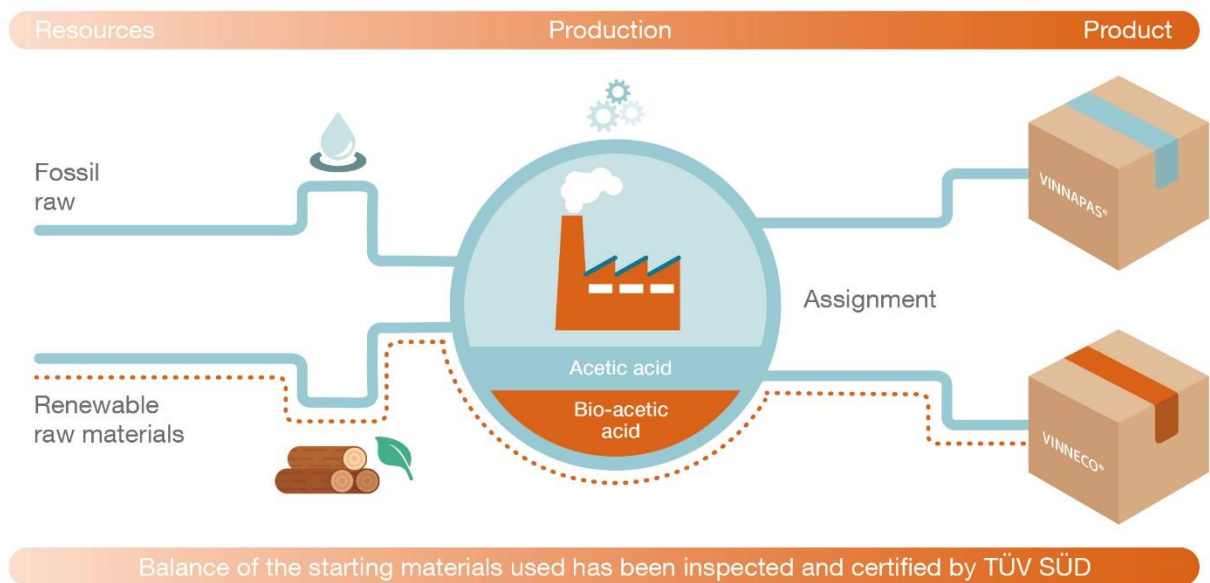 Resources
Production
Product
Fossil
raw
VINNAPAS®
Assignment
Acetic acid
Bio-acetic
acid
Renewable
raw materials
VINNECO®
Balance of the starting materials used has been inspected and certified by TÜV SÜD